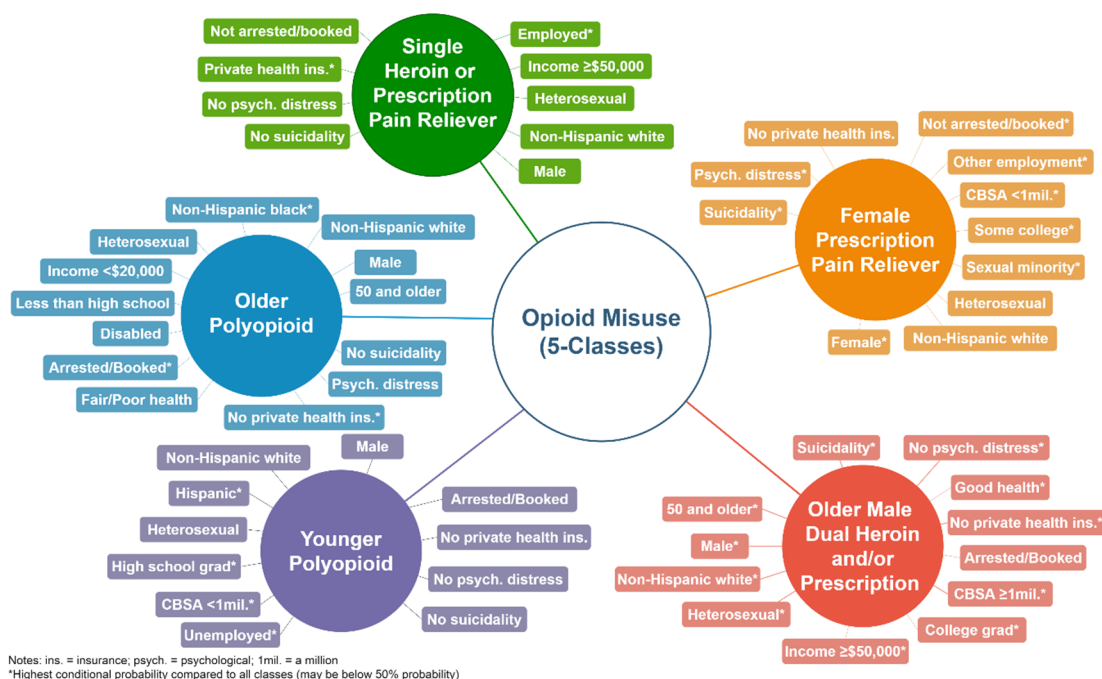 Not arrested/booked
Private health ins.*
No psych. distress
No suicidality
Single
Heroin or
Prescription
Pain Reliever
Employed*
Income ≥$50,000
Heterosexual
Non-Hispanic white
Male
No private health ins.
Psych. distress*
Suicidality*
Female
Prescription
Pain Reliever
Not arrested/booked*
Other employment*
CBSA <1mil.*
Some college*
Sexual minority*
Heterosexual
Non-Hispanic white
Female*
Non-Hispanic black*
Heterosexual
Income <$20,000
Less than high school
Disabled
Arrested/Booked*
Fair/Poor health
Older
Polyopioid
Non-Hispanic white
Male
50 and older
No suicidality
Psych. distress
No private health ins.*
Opioid Misuse
(5-Classes)
Male
Non-Hispanic white
Hispanic*
Heterosexual
High school grad*
CBSA <1mil.*
Unemployed*
Younger
Polyopioid
Arrested/Booked
No private health ins.
No psych. distress
No suicidality
Suicidality*
50 and older*
Male*
Non-Hispanic white*
Heterosexual*
Income ≥$50,000*
Older Male
Dual Heroin
and/or
Prescription
No psych. distress*
Good health*
No private health ins.*
Arrested/Booked
CBSA ≥1mil.*
College grad*
Notes: ins. = insurance; psych. = psychological; 1mil. = a million
*Highest conditional probability compared to all classes (may be below 50% probability)